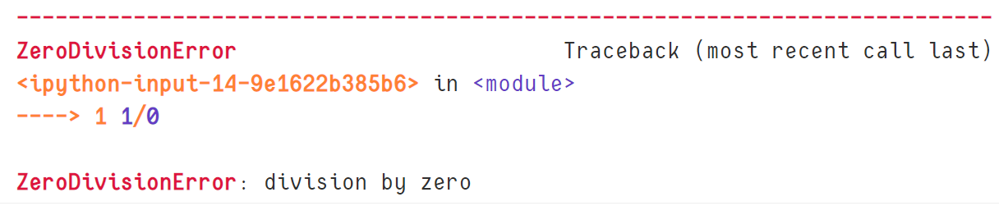 ---------------------------------------------------------------------------
ZeroDivisionError                         Traceback (most recent call last)
<ipython-input-14-9e1622b385b6> in <module>
----> 1 1/0

ZeroDivisionError: division by zero